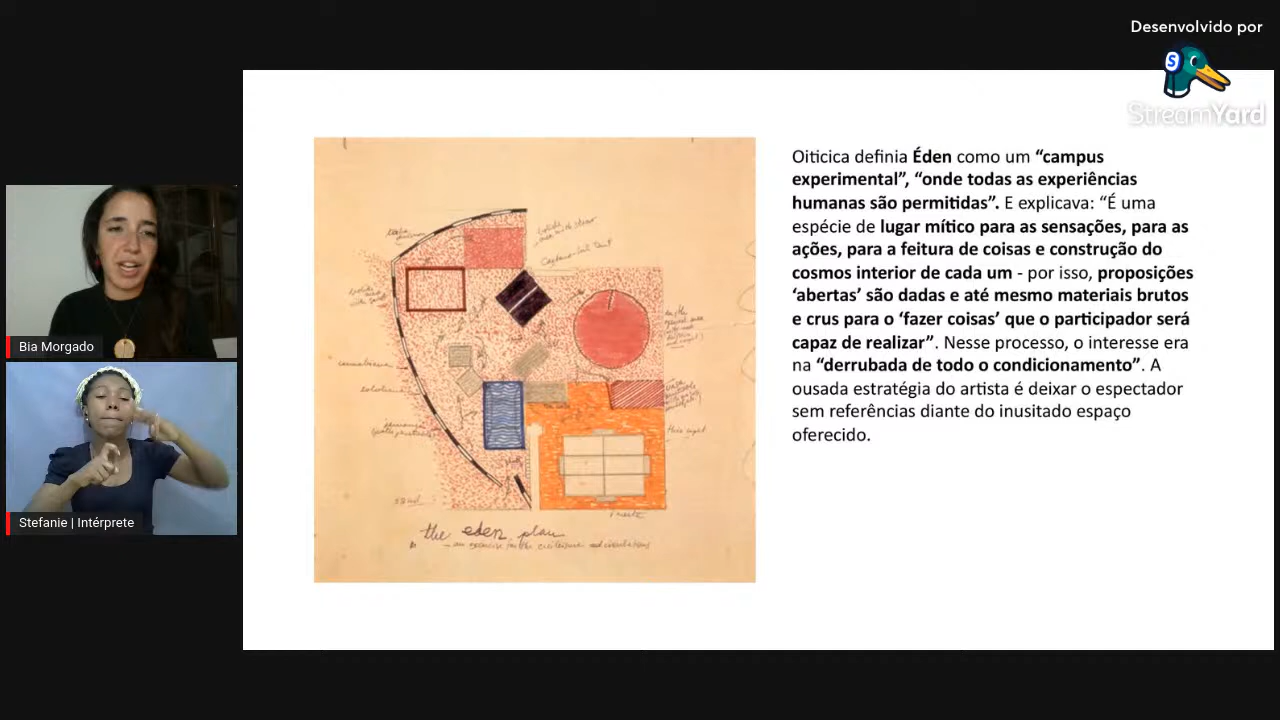 Desenvolvido por
S
StreamYard
Bia Morgado
Stefanie | Intérprete
sand
the eden plan
Oiticica definia Éden como um “campus
experimental”, “onde todas as experiências
humanas são permitidas”. E explicava: “É uma
espécie de lugar mítico para as sensações, para as
ações, para a feitura de coisas e construção do
cosmos interior de cada um - por isso, proposições
‘abertas’ são dadas e até mesmo materiais brutos
e crus para o ‘fazer coisas’ que o participador será
capaz de realizar”. Nesse processo, o interesse era
na “derrubada de todo o condicionamento”. A
ousada estratégia do artista é deixar o espectador
sem referências diante do inusitado espaço
oferecido.